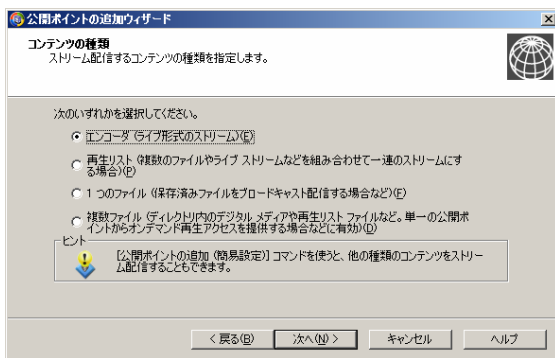 公開ポイントの追加ウィザード
コンテンツの種類
ストリーム配信するコンテンツの種類を指定します。
次のいずれかを選択してください。
エンコーダ (ライブ形式のストリーム)(E)
再生リスト (複数のファイルやライブ ストリームなどを組み合わせて一連のストリームにす
る場合)(P)
1 つのファイル (保存済みファイルをブロードキャスト配信する場合など)(F)
複数ファイル (ディレクトリ内のデジタル メディアや再生リスト ファイルなど。単一の公開ポ
イントからオンデマンド再生アクセスを提供する場合などに有効)(D)
ヒント
[公開ポイントの追加 (簡易設定)] コマンドを使うと、他の種類のコンテンツをストリー
ム配信することもできます。
< 戻る(B)
次へ(N) >
キャンセル
ヘルプ